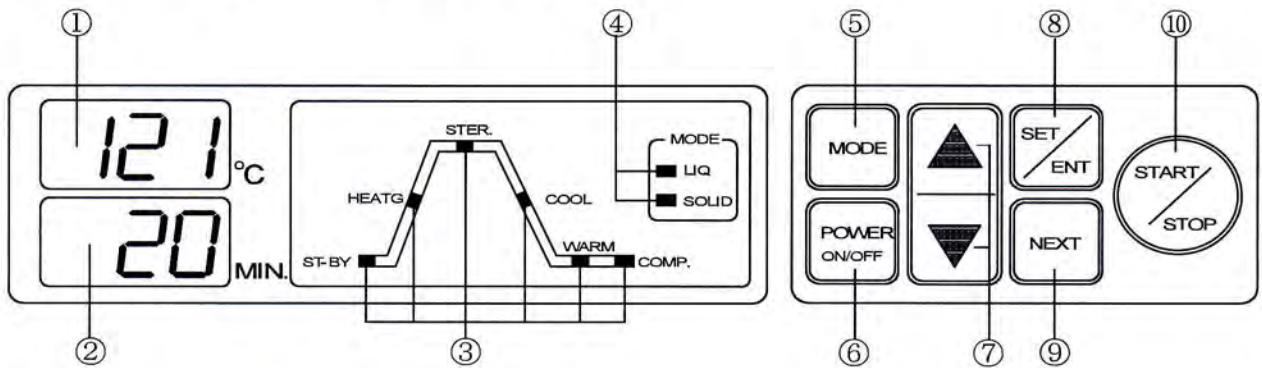 ① ④ ⑤ ⑧ ⑩
121 °C
20 MIN.
STER.
HEATG
COOL
ST-BY
WARM
COMP.
MODE
LIQ
SOLID
MODE
POWER
ON/OFF
SET
ENT
NEXT
START
STOP
② ③ ⑥ ⑦ ⑨